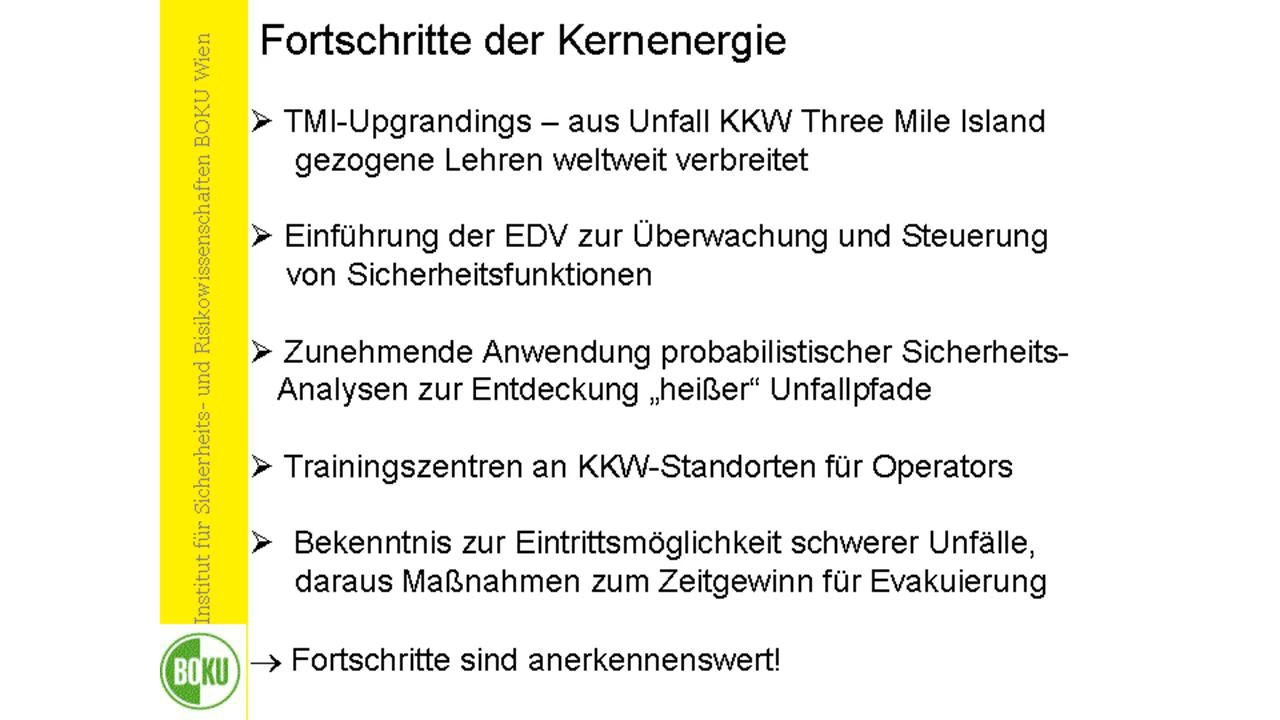 Fortschritte der Kernenergie
➢ TMI-Upgrandings – aus Unfall KKW Three Mile Island
gezogene Lehren weltweit verbreitet
➢ Einführung der EDV zur Überwachung und Steuerung
von Sicherheitsfunktionen
➢ Zunehmende Anwendung probabilistischer Sicherheits-
Analysen zur Entdeckung „heißer“ Unfallpfade
➢ Trainingszentren an KKW-Standorten für Operators
➢ Bekenntnis zur Eintrittsmöglichkeit schwerer Unfälle,
daraus Maßnahmen zum Zeitgewinn für Evakuierung
→ Fortschritte sind anerkennenswert!
Institut für Sicherheits- und Risikowissenschaften BOKU Wien
BOKU